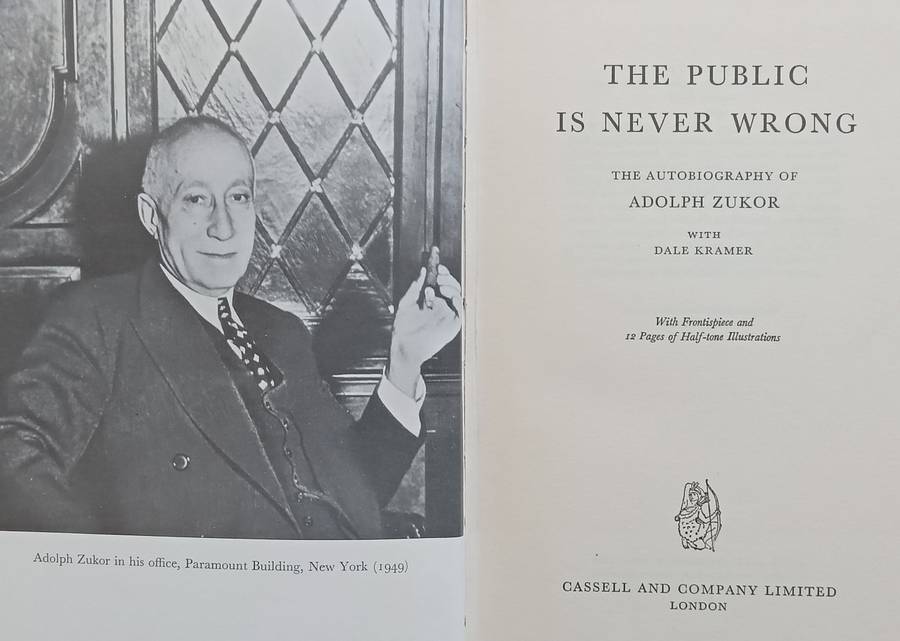 Adolph Zukor in his office, Paramount Building, New York (1949)
THE PUBLIC
IS NEVER WRONG
THE AUTOBIOGRAPHY OF
ADOLPH ZUKOR
WITH
DALE KRAMER
With Frontispiece and
12 Pages of Half-tone Illustrations
CASSELL AND COMPANY LIMITED
LONDON